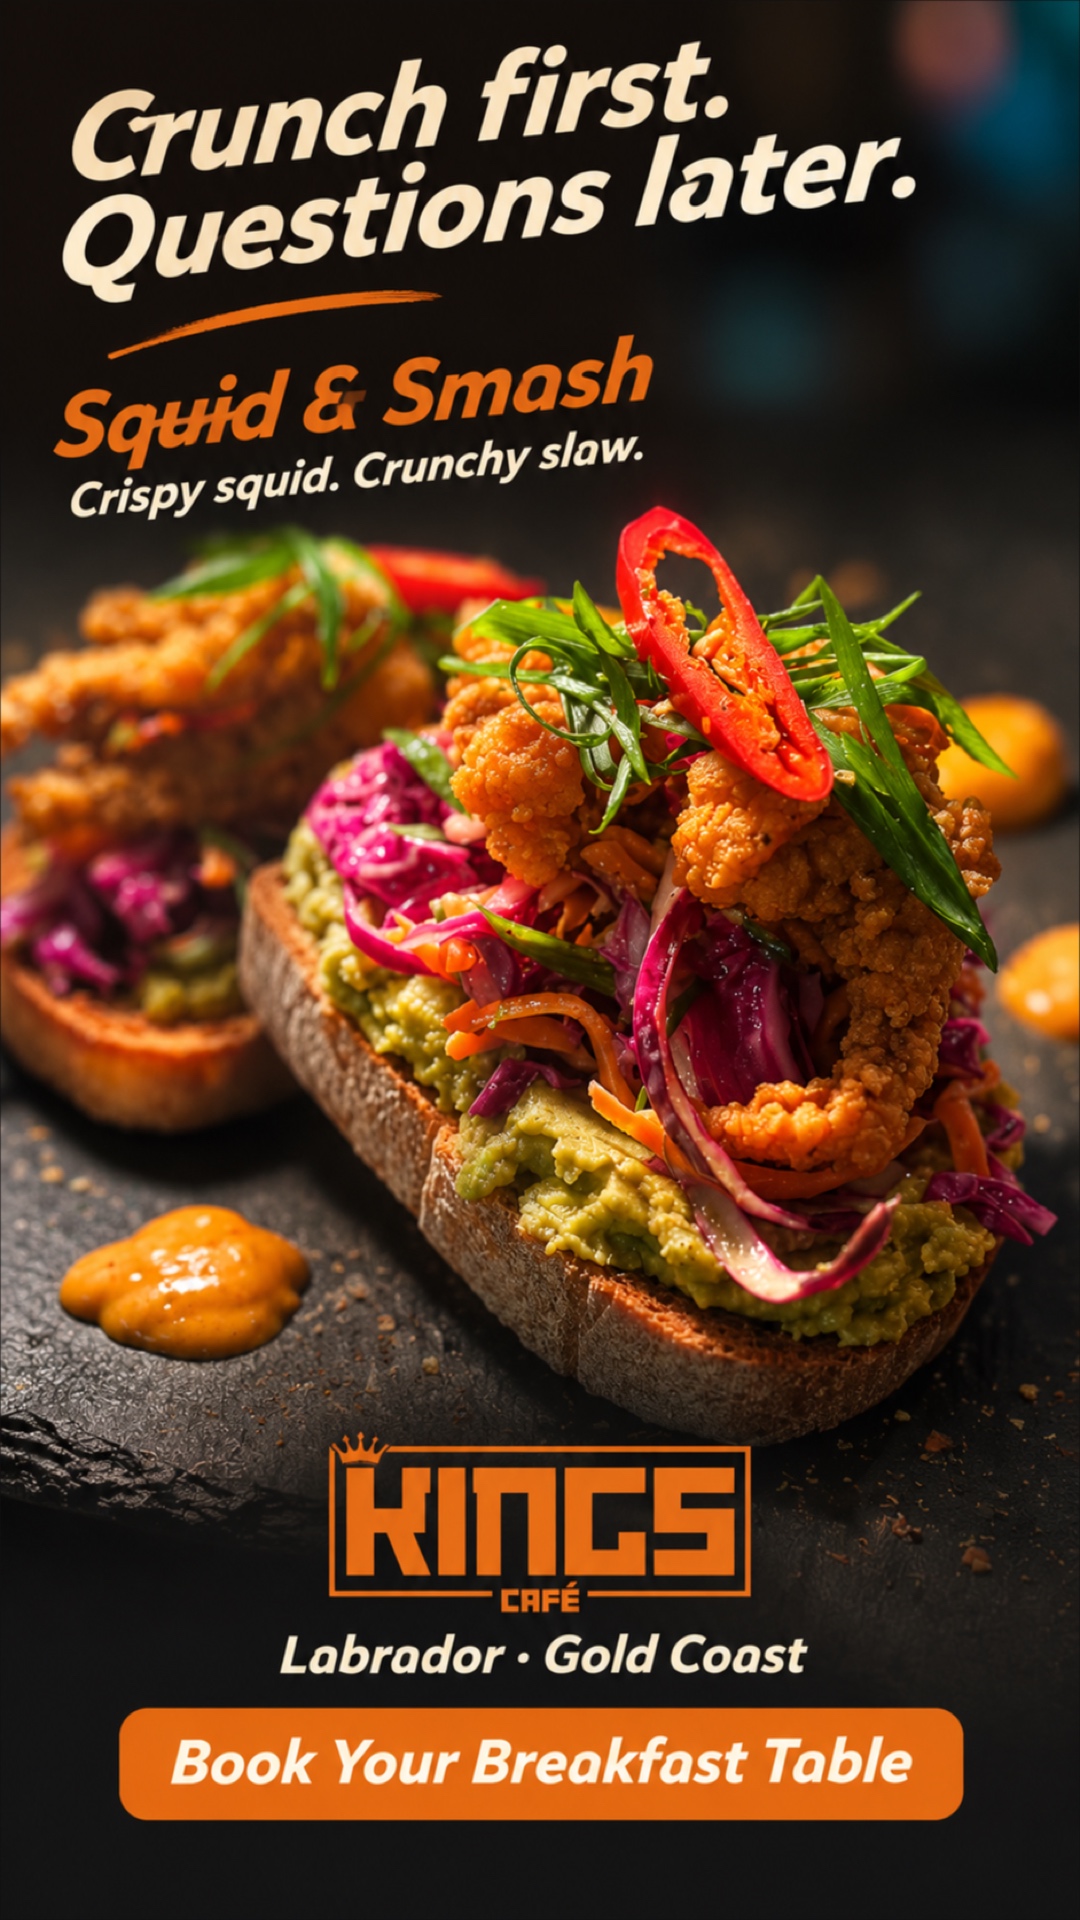 Crunch first.
Questions later.
Squid & Smash
Crispy squid. Crunchy slaw.
KINGS
CAFÉ
Labrador · Gold Coast
Book Your Breakfast Table